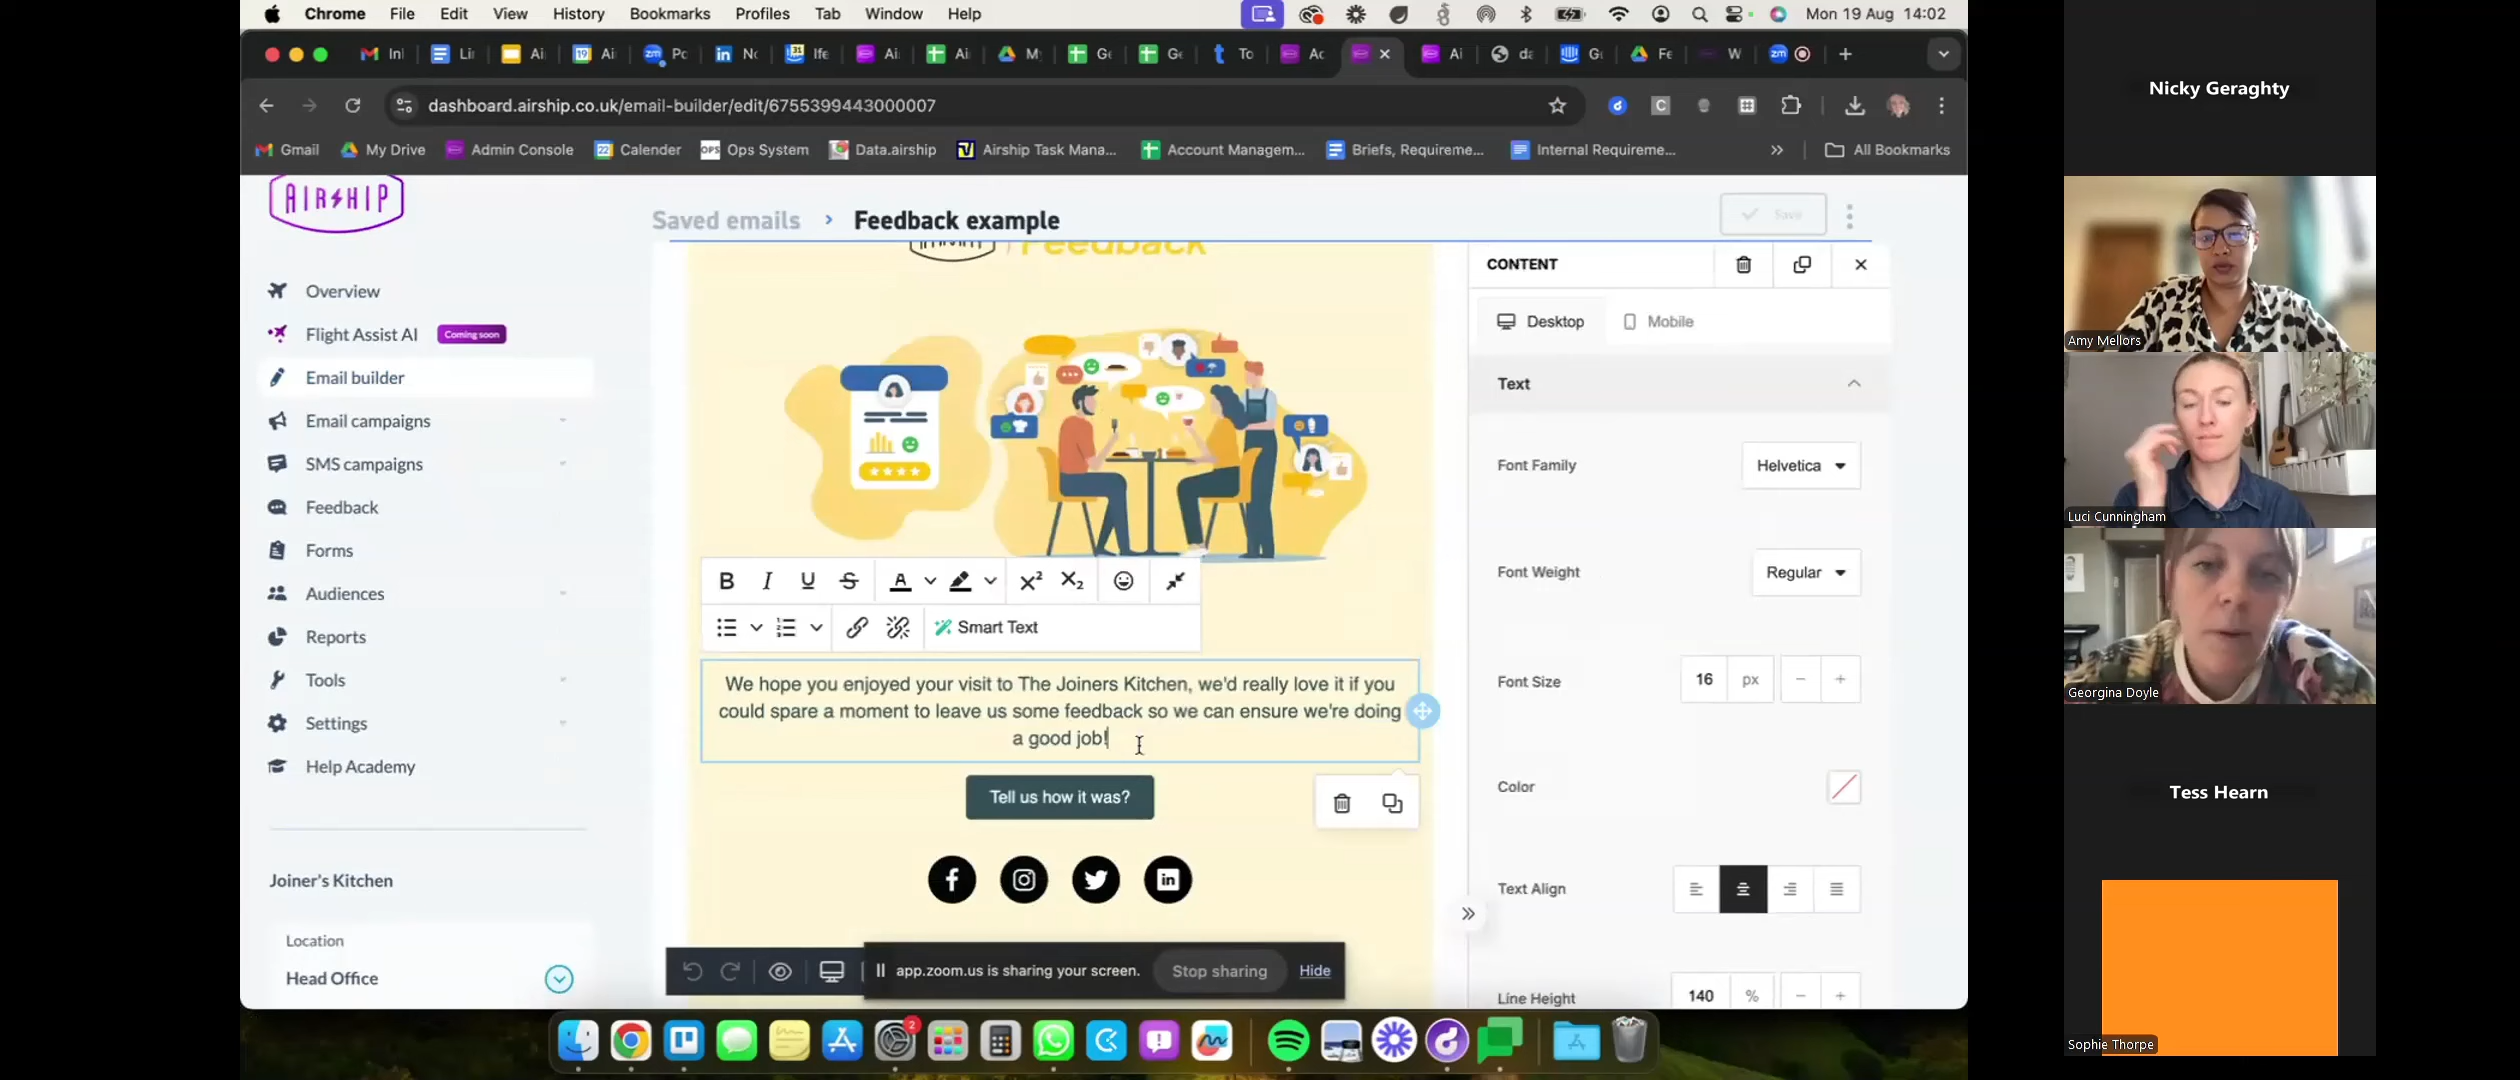 Chrome File Edit View History Bookmarks Profiles Tab Window Help
Mon 19 Aug 14:02
dashboard.airship.co.uk/email-builder/edit/6755399443000007
Gmail My Drive Admin Console Calender Ops System Data.airship Airship Task Mana... Account Managem... Briefs, Requireme... Internal Requireme... » All Bookmarks
AIRSHIP
Saved emails > Feedback example
Save
Overview
Flight Assist AI Coming soon
Email builder
Email campaigns
SMS campaigns
Feedback
Forms
Audiences
Reports
Tools
Settings
Help Academy
Joiner's Kitchen
Location
Head Office
Feedback
Smart Text
We hope you enjoyed your visit to The Joiners Kitchen, we'd really love it if you
could spare a moment to leave us some feedback so we can ensure we're doing
a good job!
Tell us how it was?
app.zoom.us is sharing your screen. Stop sharing Hide
CONTENT
Desktop Mobile
Text
Font Family Helvetica
Font Weight Regular
Font Size 16 px
Color
Text Align
Line Height 140 %
Nicky Geraghty
Amy Mellors
Luci Cunningham
Georgina Doyle
Tess Hearn
Sophie Thorpe